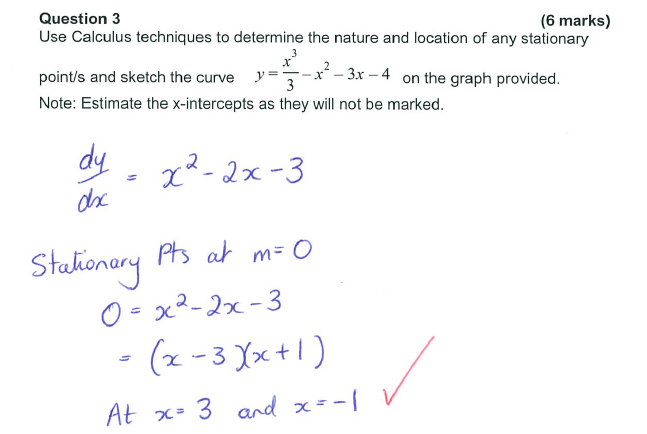 Question 3 (6 marks)
Use Calculus techniques to determine the nature and location of any stationary
point/s and sketch the curve y = x³/3 − x² − 3x − 4 on the graph provided.
Note: Estimate the x-intercepts as they will not be marked.
dy/dx = x² - 2x - 3
Stationary Pts at m = 0
0 = x² - 2x - 3
= (x - 3)(x + 1)
At x = 3 and x = -1 ✓